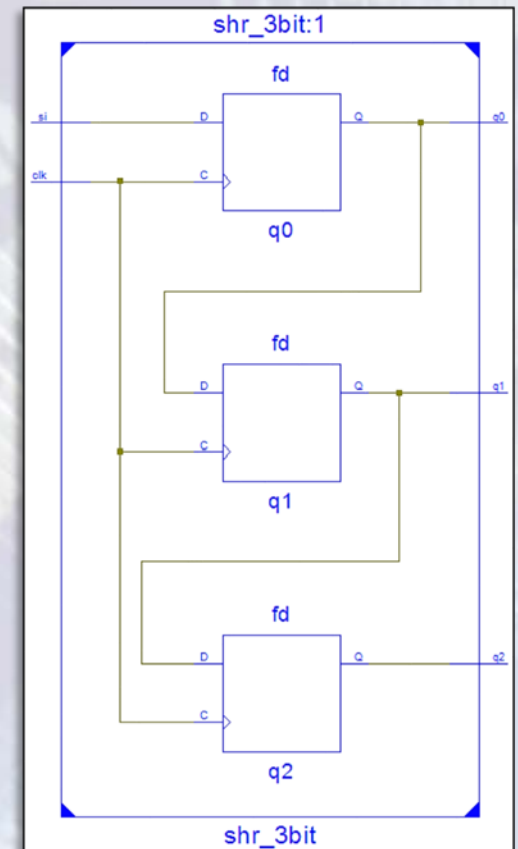 shr_3bit:1
fd
si D Q q0
clk C
q0
fd
D Q q1
C
q1
fd
D Q q2
C
q2
shr_3bit